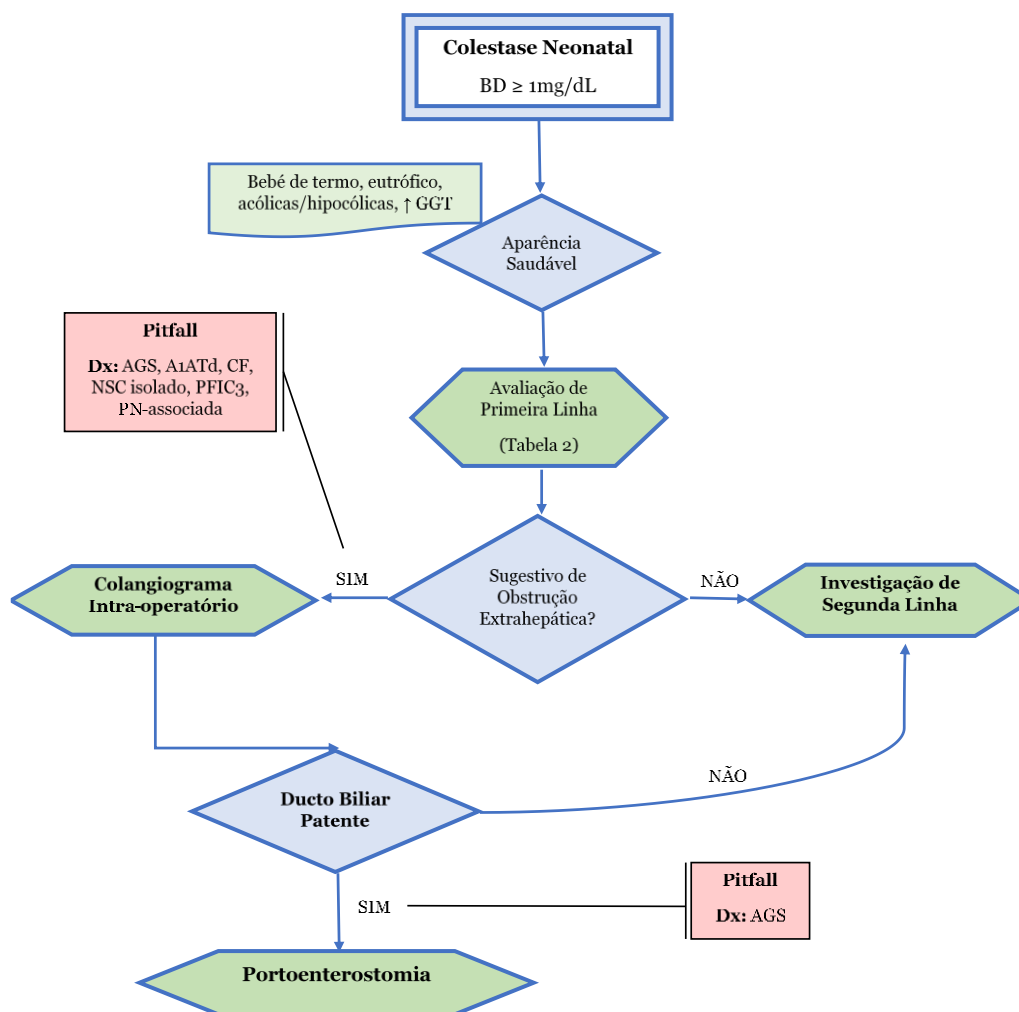 Colestase Neonatal
BD ≥ 1mg/dL
Bebé de termo, eutrófico,
acólicas/hipocólicas, ↑ GGT
Aparência
Saudável
Pitfall
Dx: AGS, A1ATd, CF,
NSC isolado, PFIC3,
PN-associada
Avaliação de
Primeira Linha
(Tabela 2)
Sugestivo de
Obstrução
Extrahepática?
SIM
NÃO
Colangiograma
Intra-operatório
Investigação de
Segunda Linha
Ducto Biliar
Patente
NÃO
SIM
Pitfall
Dx: AGS
Portoenterostomia